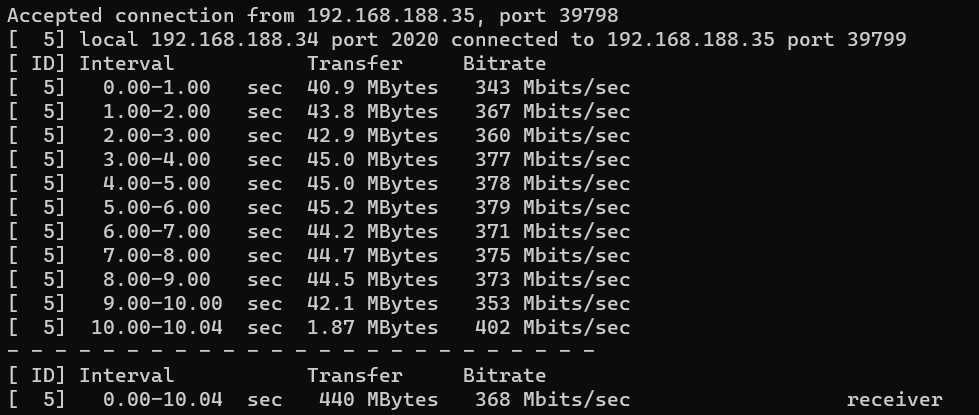 Accepted connection from 192.168.188.35, port 39798
[  5] local 192.168.188.34 port 2020 connected to 192.168.188.35 port 39799
[ ID] Interval           Transfer     Bitrate
[  5]   0.00-1.00   sec  40.9 MBytes   343 Mbits/sec
[  5]   1.00-2.00   sec  43.8 MBytes   367 Mbits/sec
[  5]   2.00-3.00   sec  42.9 MBytes   360 Mbits/sec
[  5]   3.00-4.00   sec  45.0 MBytes   377 Mbits/sec
[  5]   4.00-5.00   sec  45.0 MBytes   378 Mbits/sec
[  5]   5.00-6.00   sec  45.2 MBytes   379 Mbits/sec
[  5]   6.00-7.00   sec  44.2 MBytes   371 Mbits/sec
[  5]   7.00-8.00   sec  44.7 MBytes   375 Mbits/sec
[  5]   8.00-9.00   sec  44.5 MBytes   373 Mbits/sec
[  5]   9.00-10.00  sec  42.1 MBytes   353 Mbits/sec
[  5]  10.00-10.04  sec  1.87 MBytes   402 Mbits/sec
- - - - - - - - - - - - - - - - - - - - - - - - -
[ ID] Interval           Transfer     Bitrate
[  5]   0.00-10.04  sec   440 MBytes   368 Mbits/sec                  receiver